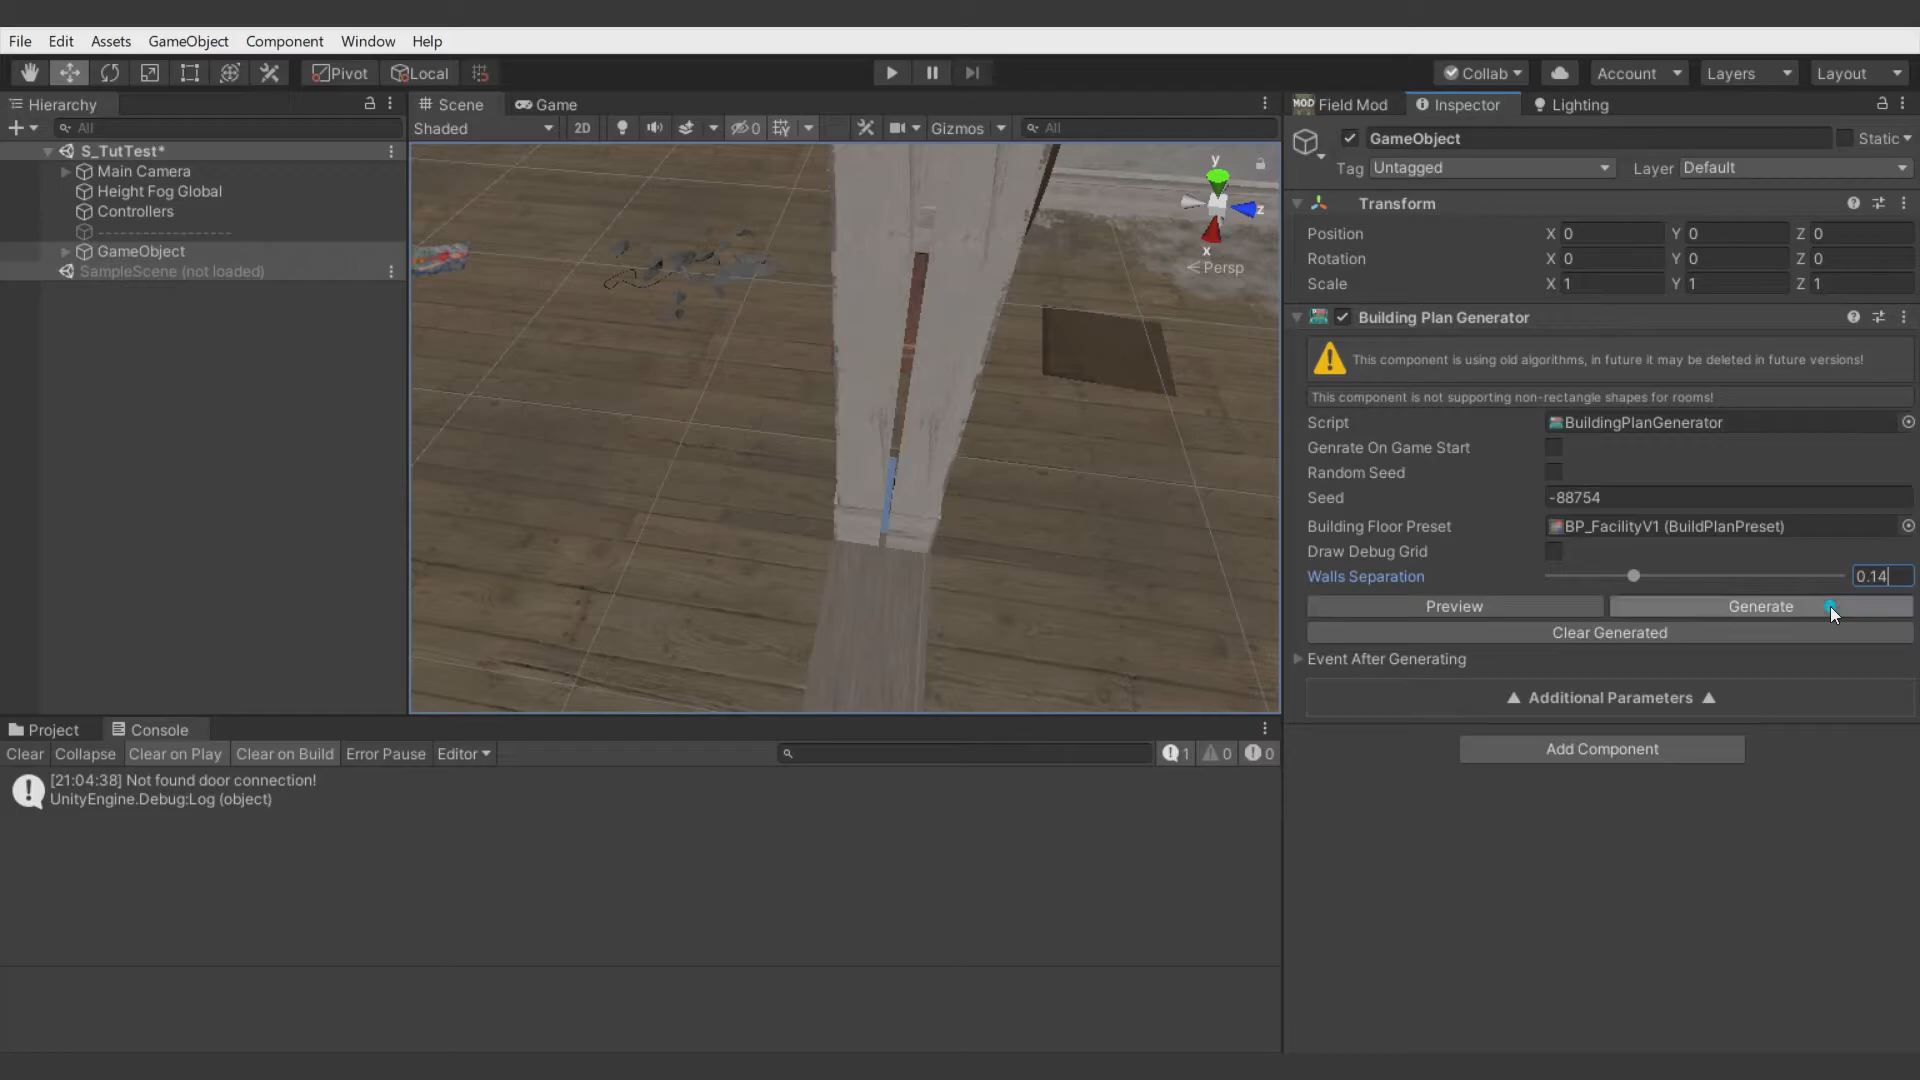 File Edit Assets GameObject Component Window Help
Pivot Local Collab Account Layers Layout
Hierarchy
All
S_TutTest*
Main Camera
Height Fog Global
Controllers
--------------------
GameObject
SampleScene (not loaded)
Scene Game
Shaded 2D 0 Gizmos All
y
z
x
Persp
MOD Field Mod Inspector Lighting
GameObject Static
Tag Untagged Layer Default
Transform
Position X 0 Y 0 Z 0
Rotation X 0 Y 0 Z 0
Scale X 1 Y 1 Z 1
Building Plan Generator
This component is using old algorithms, in future it may be deleted in future versions!
This component is not supporting non-rectangle shapes for rooms!
Script BuildingPlanGenerator
Genrate On Game Start
Random Seed
Seed -88754
Building Floor Preset BP_FacilityV1 (BuildPlanPreset)
Draw Debug Grid
Walls Separation 0.14
Preview Generate
Clear Generated
Event After Generating
▲ Additional Parameters ▲
Add Component
Project Console
Clear Collapse Clear on Play Clear on Build Error Pause Editor 1 0 0
[21:04:38] Not found door connection!
UnityEngine.Debug:Log (object)